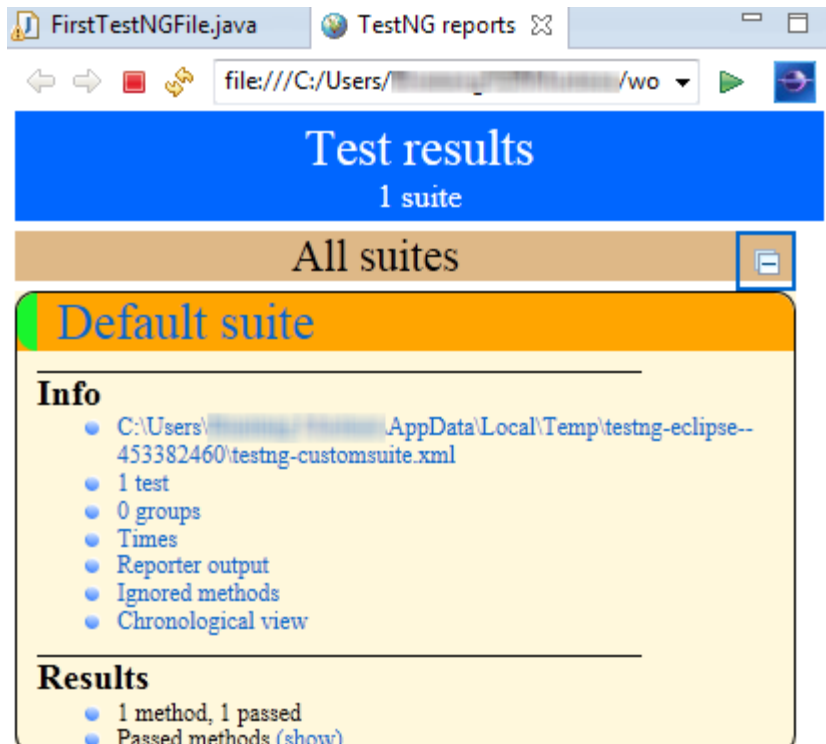 FirstTestNGFile.java TestNG reports
file:///C:/Users/ /wo
Test results
1 suite
All suites
Default suite
Info
C:\Users\ AppData\Local\Temp\testng-eclipse--
453382460\testng-customsuite.xml
1 test
0 groups
Times
Reporter output
Ignored methods
Chronological view
Results
1 method, 1 passed
Passed methods (show)